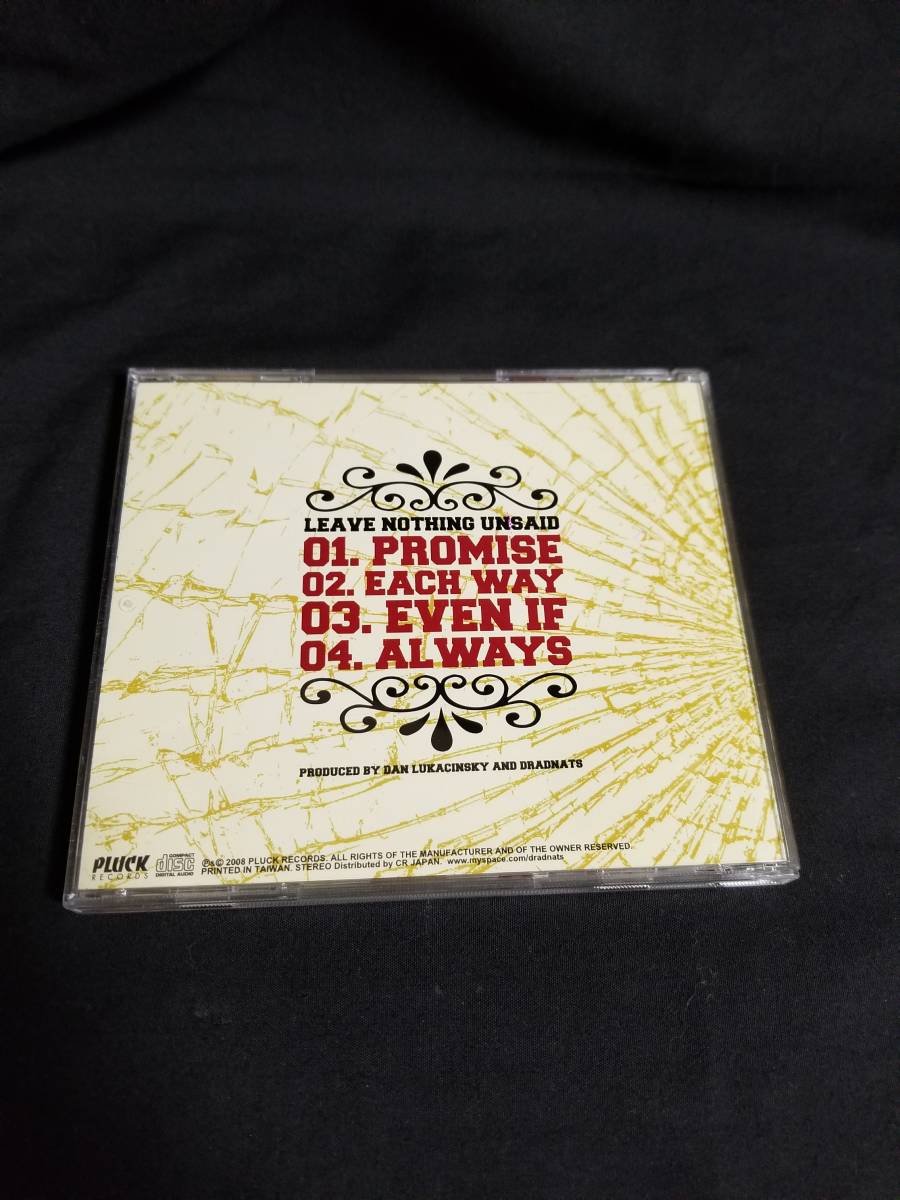 LEAVE NOTHING UNSAID
01. PROMISE
02. EACH WAY
03. EVEN IF
04. ALWAYS
PRODUCED BY DAN LUKACINSKY AND DRADNATS
PLUCK
RECORDS
COMPACT
disc
DIGITAL AUDIO
℗&© 2008 PLUCK RECORDS. ALL RIGHTS OF THE MANUFACTURER AND OF THE OWNER RESERVED.
PRINTED IN TAIWAN. STEREO Distributed by CR JAPAN. www.myspace.com/dradnats